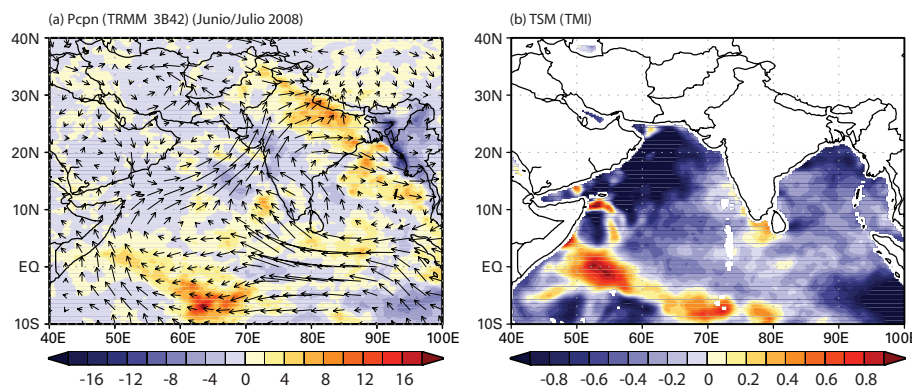 (a) Pcpn (TRMM 3B42) (Junio/Julio 2008)
(b) TSM (TMI)
40N
30N
20N
10N
EQ
10S
40E 50E 60E 70E 80E 90E 100E
40N
30N
20N
10N
EQ
10S
40E 50E 60E 70E 80E 90E 100E
-16 -12 -8 -4 0 4 8 12 16
-0.8 -0.6 -0.4 -0.2 0 0.2 0.4 0.6 0.8